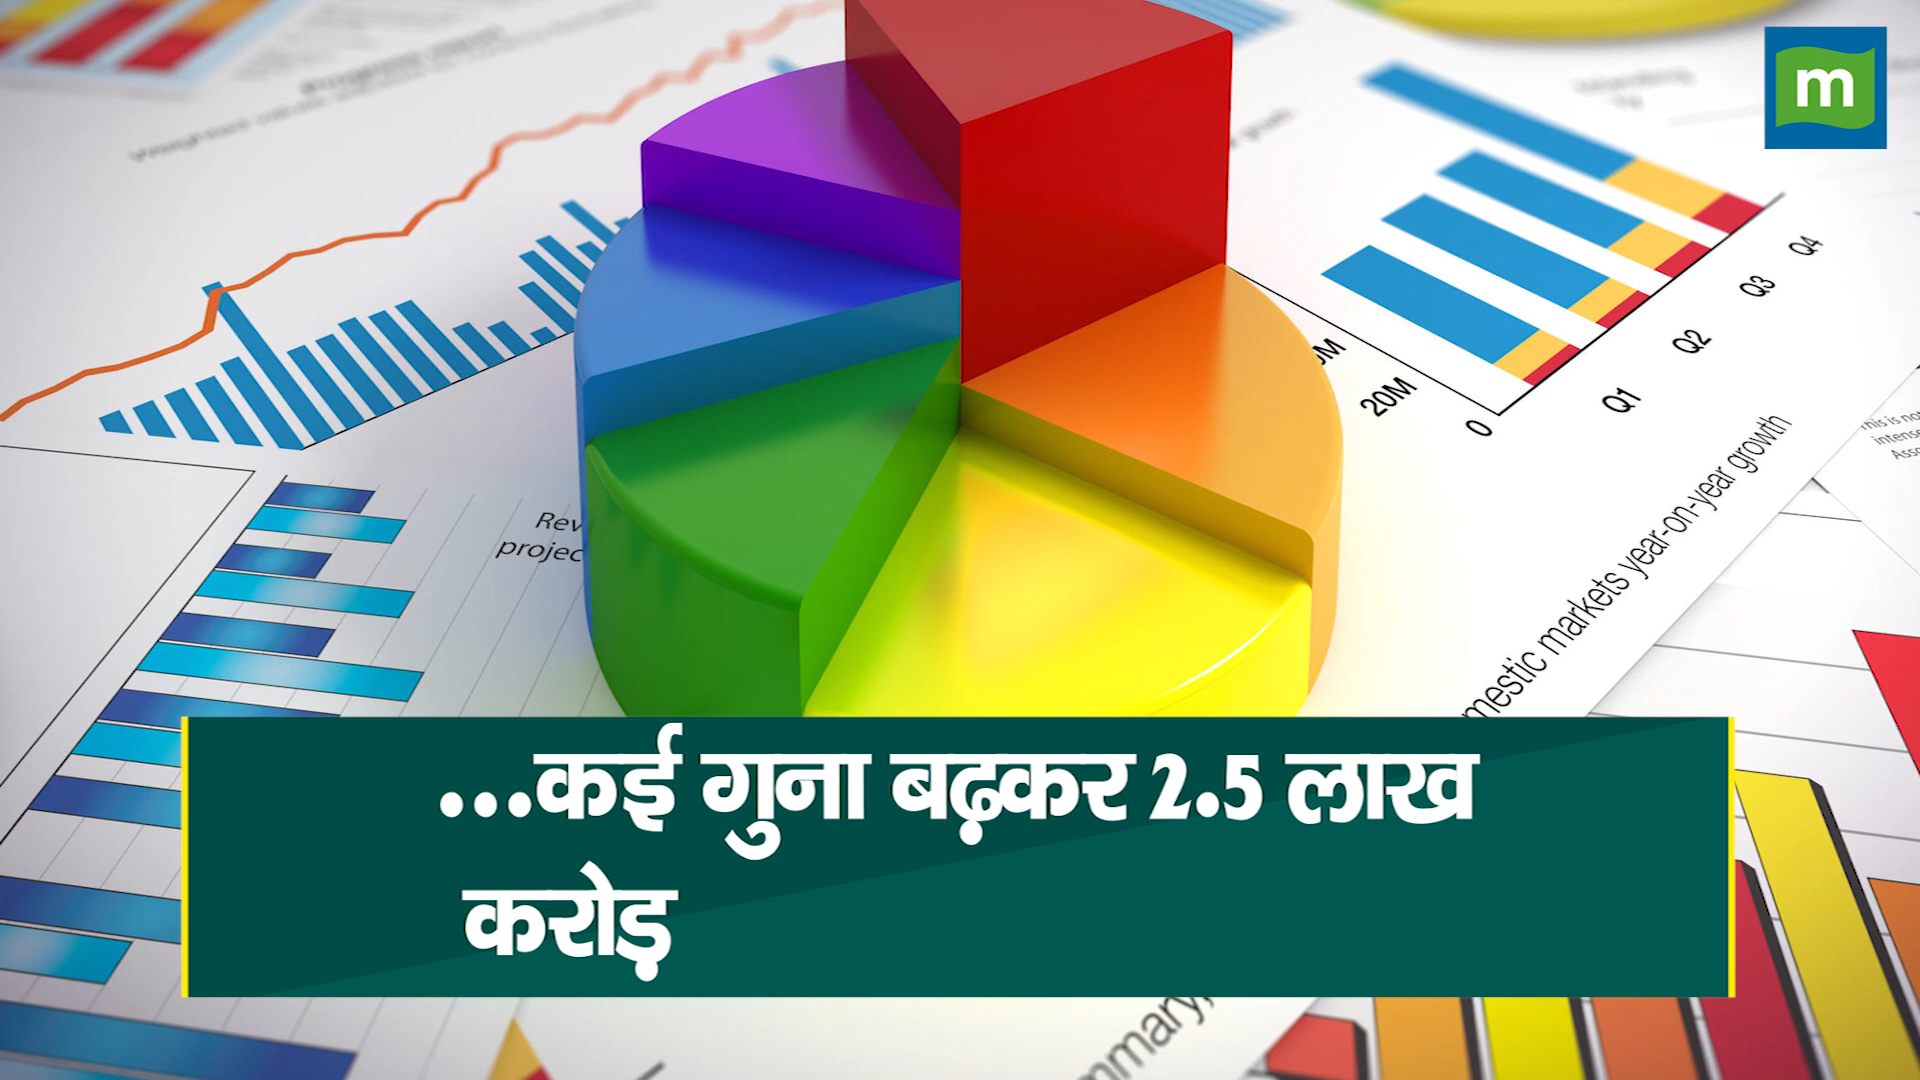 m
Q4
Q3
Q2
Q1
20M
0
mestic markets year-on-year growth
Rev
projec
...कई गुना बढ़कर 2.5 लाख
करोड़
mmary,